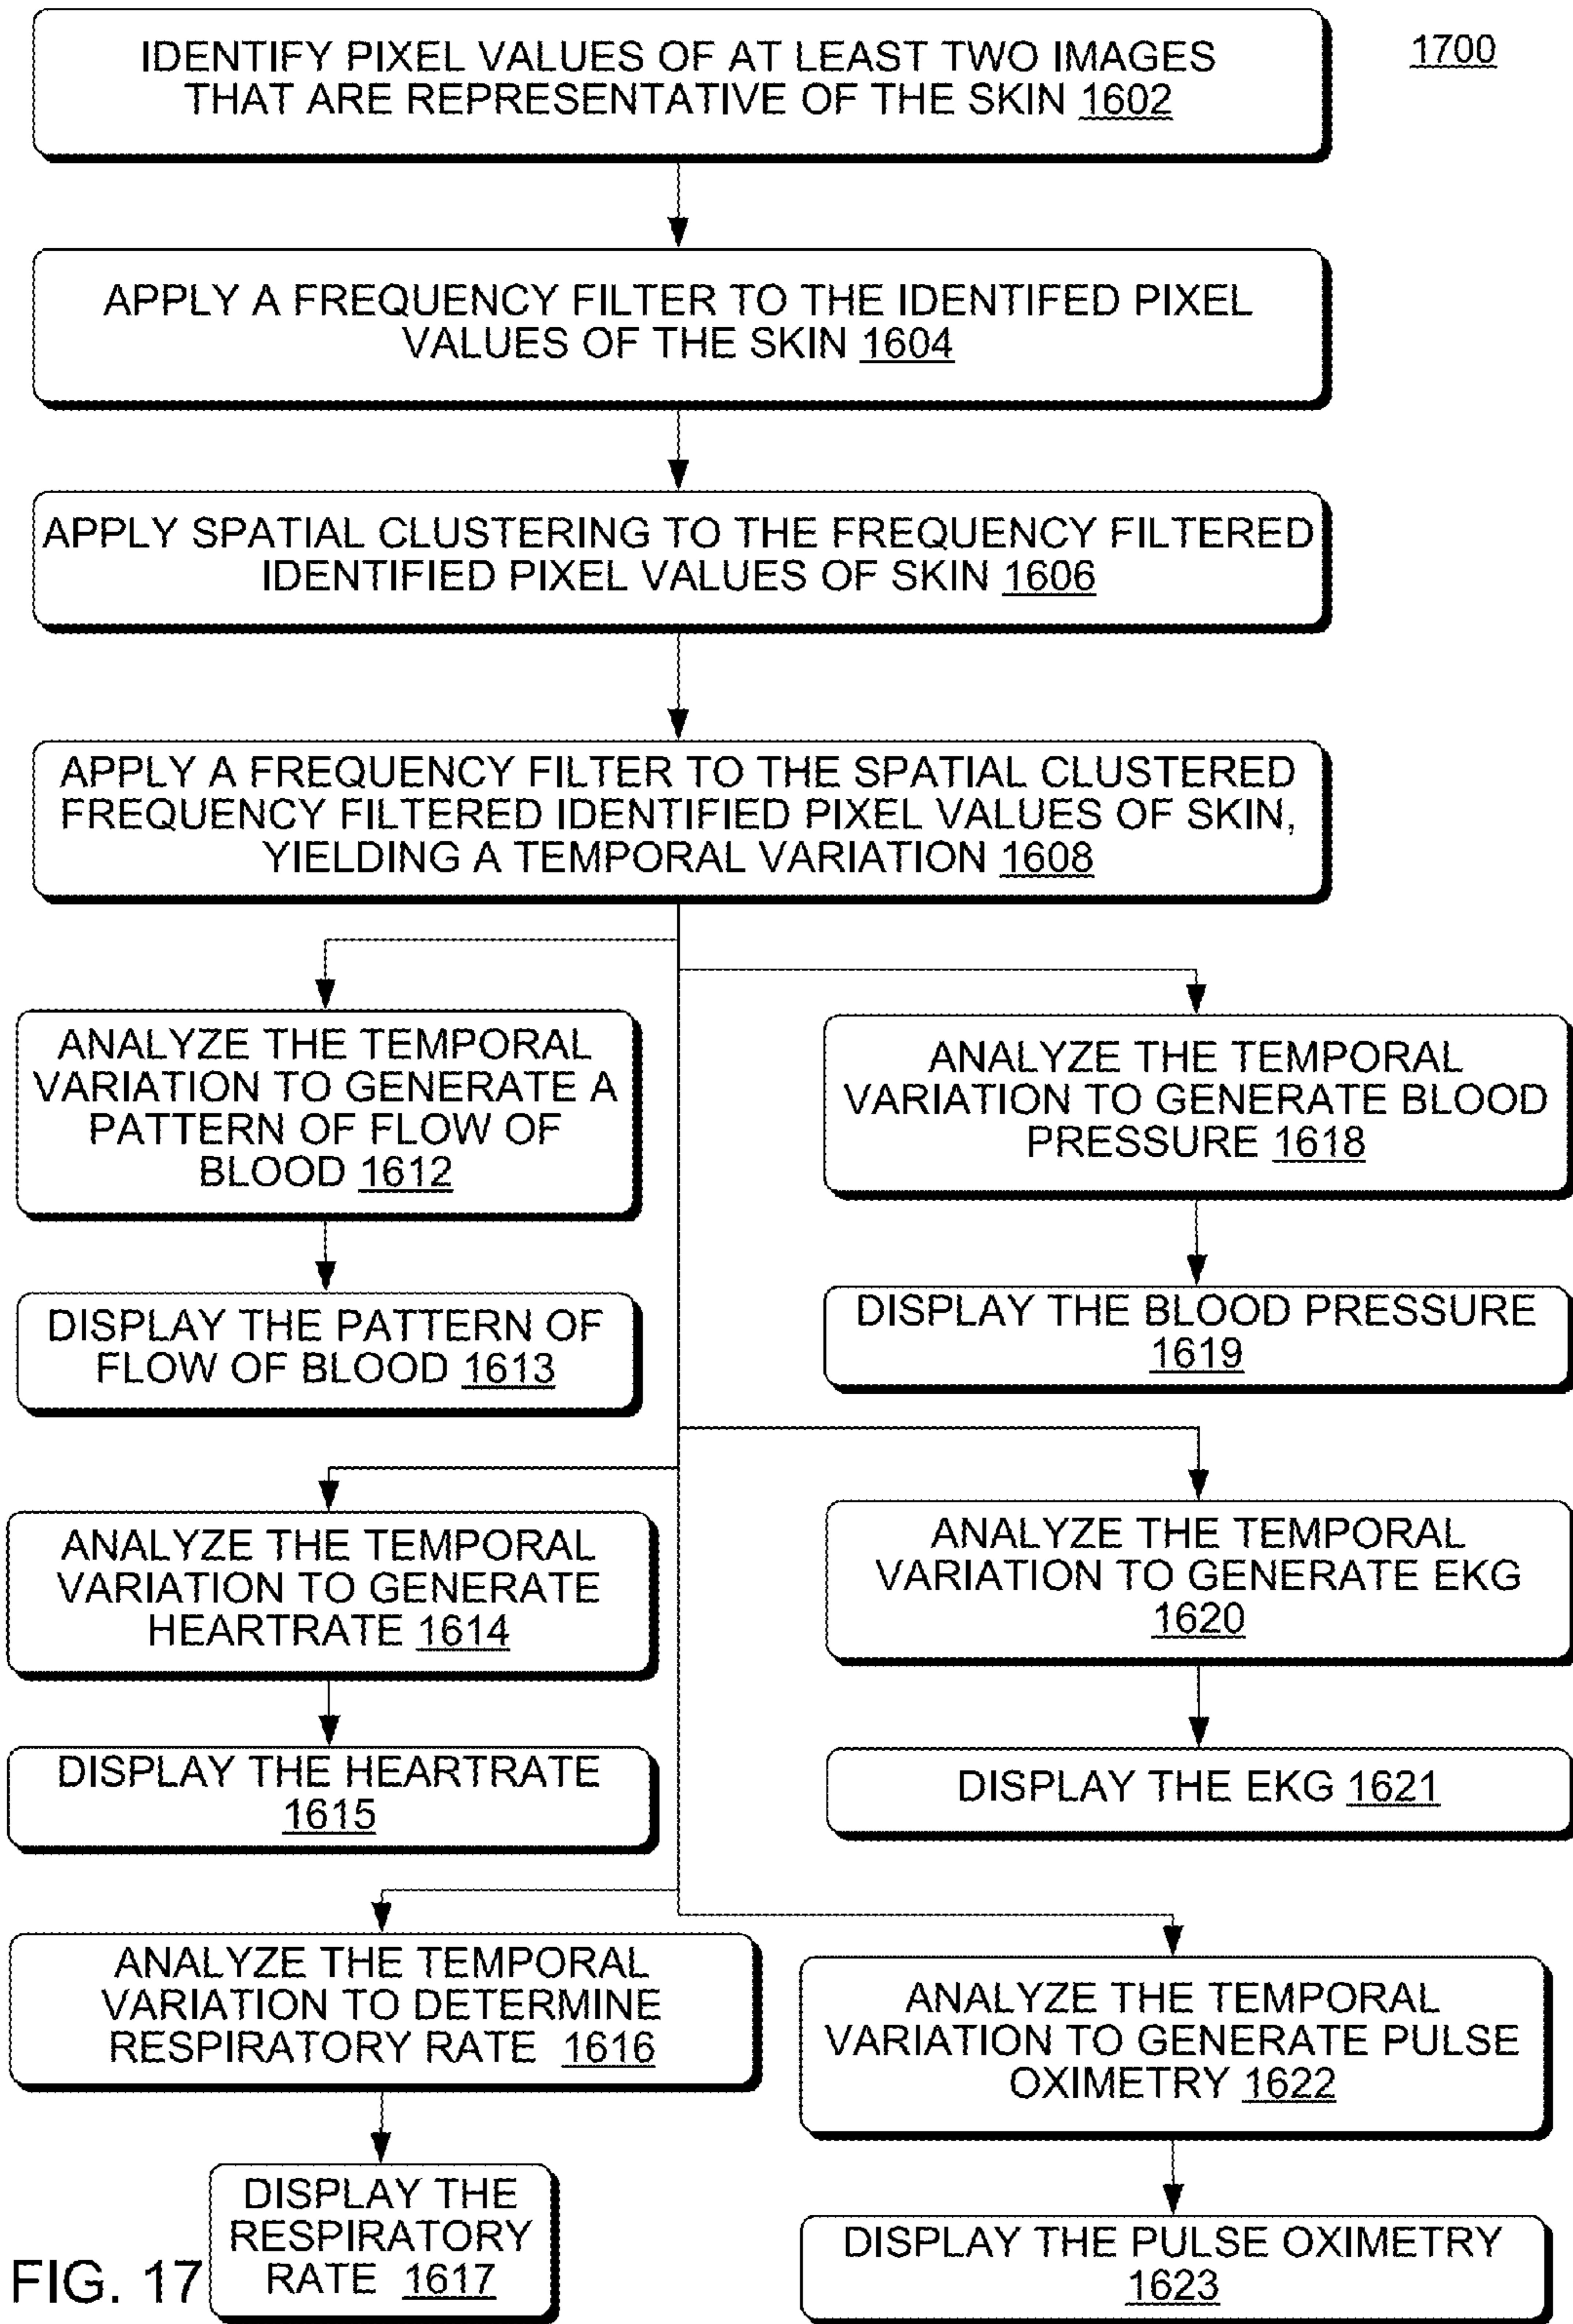 IDENTIFY PIXEL VALUES OF AT LEAST TWO IMAGES
THAT ARE REPRESENTATIVE OF THE SKIN 1602
1700
APPLY A FREQUENCY FILTER TO THE IDENTIFED PIXEL
VALUES OF THE SKIN 1604
APPLY SPATIAL CLUSTERING TO THE FREQUENCY FILTERED
IDENTIFIED PIXEL VALUES OF SKIN 1606
APPLY A FREQUENCY FILTER TO THE SPATIAL CLUSTERED
FREQUENCY FILTERED IDENTIFIED PIXEL VALUES OF SKIN,
YIELDING A TEMPORAL VARIATION 1608
ANALYZE THE TEMPORAL
VARIATION TO GENERATE A
PATTERN OF FLOW OF
BLOOD 1612
ANALYZE THE TEMPORAL
VARIATION TO GENERATE BLOOD
PRESSURE 1618
DISPLAY THE PATTERN OF
FLOW OF BLOOD 1613
DISPLAY THE BLOOD PRESSURE
1619
ANALYZE THE TEMPORAL
VARIATION TO GENERATE
HEARTRATE 1614
ANALYZE THE TEMPORAL
VARIATION TO GENERATE EKG
1620
DISPLAY THE HEARTRATE
1615
DISPLAY THE EKG 1621
ANALYZE THE TEMPORAL
VARIATION TO DETERMINE
RESPIRATORY RATE 1616
ANALYZE THE TEMPORAL
VARIATION TO GENERATE PULSE
OXIMETRY 1622
DISPLAY THE
RESPIRATORY
RATE 1617
DISPLAY THE PULSE OXIMETRY
1623
FIG. 17